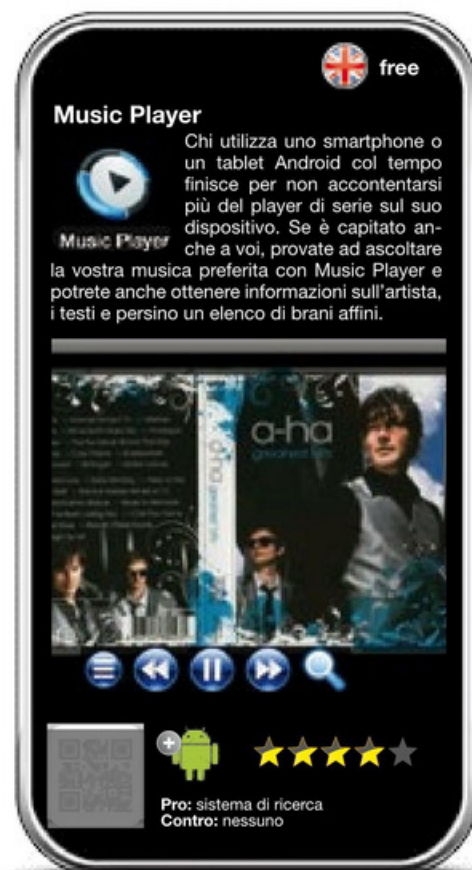 free
Music Player
Chi utilizza uno smartphone o
un tablet Android col tempo
finisce per non accontentarsi
più del player di serie sul suo
dispositivo. Se è capitato an-
Music Player
che a voi, provate ad ascoltare
la vostra musica preferita con Music Player e
potrete anche ottenere informazioni sull'artista,
i testi e persino un elenco di brani affini.
a-ha
greatest hits
a-ha greatest hits
Pro: sistema di ricerca
Contro: nessuno